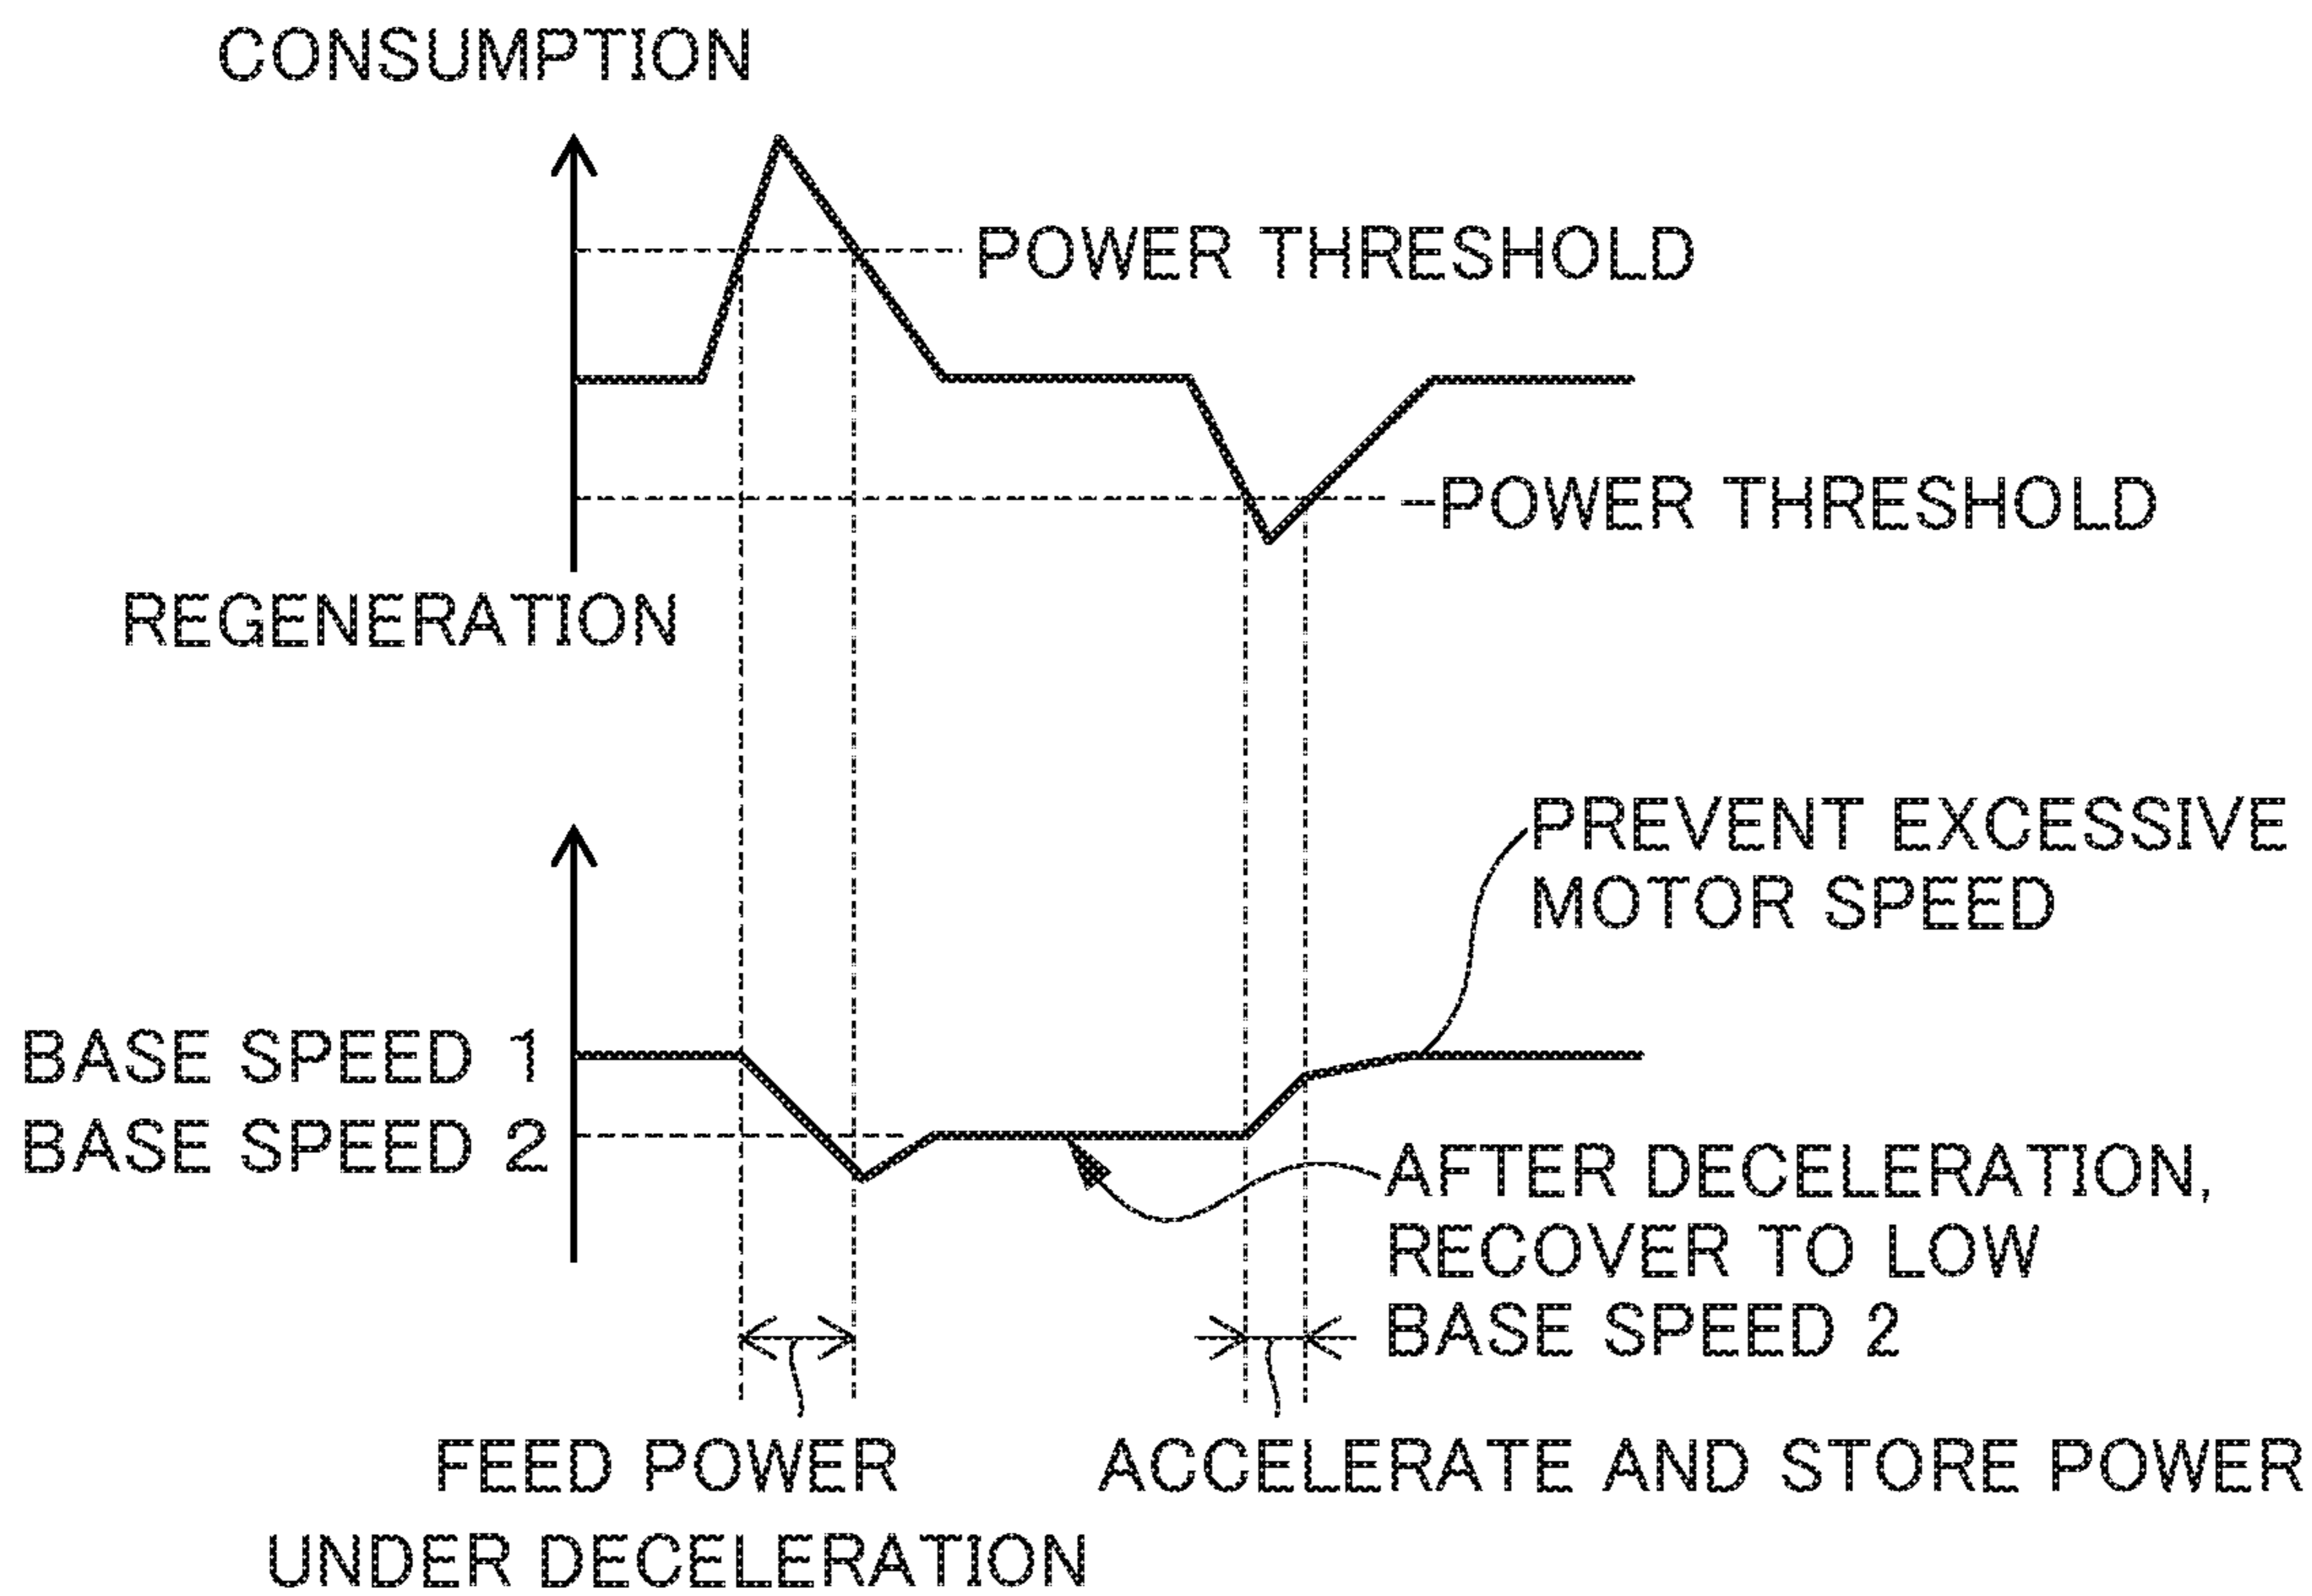 CONSUMPTION
POWER THRESHOLD
-POWER THRESHOLD
REGENERATION
PREVENT EXCESSIVE
MOTOR SPEED
BASE SPEED 1
BASE SPEED 2
AFTER DECELERATION,
RECOVER TO LOW
BASE SPEED 2
FEED POWER
UNDER DECELERATION
ACCELERATE AND STORE POWER